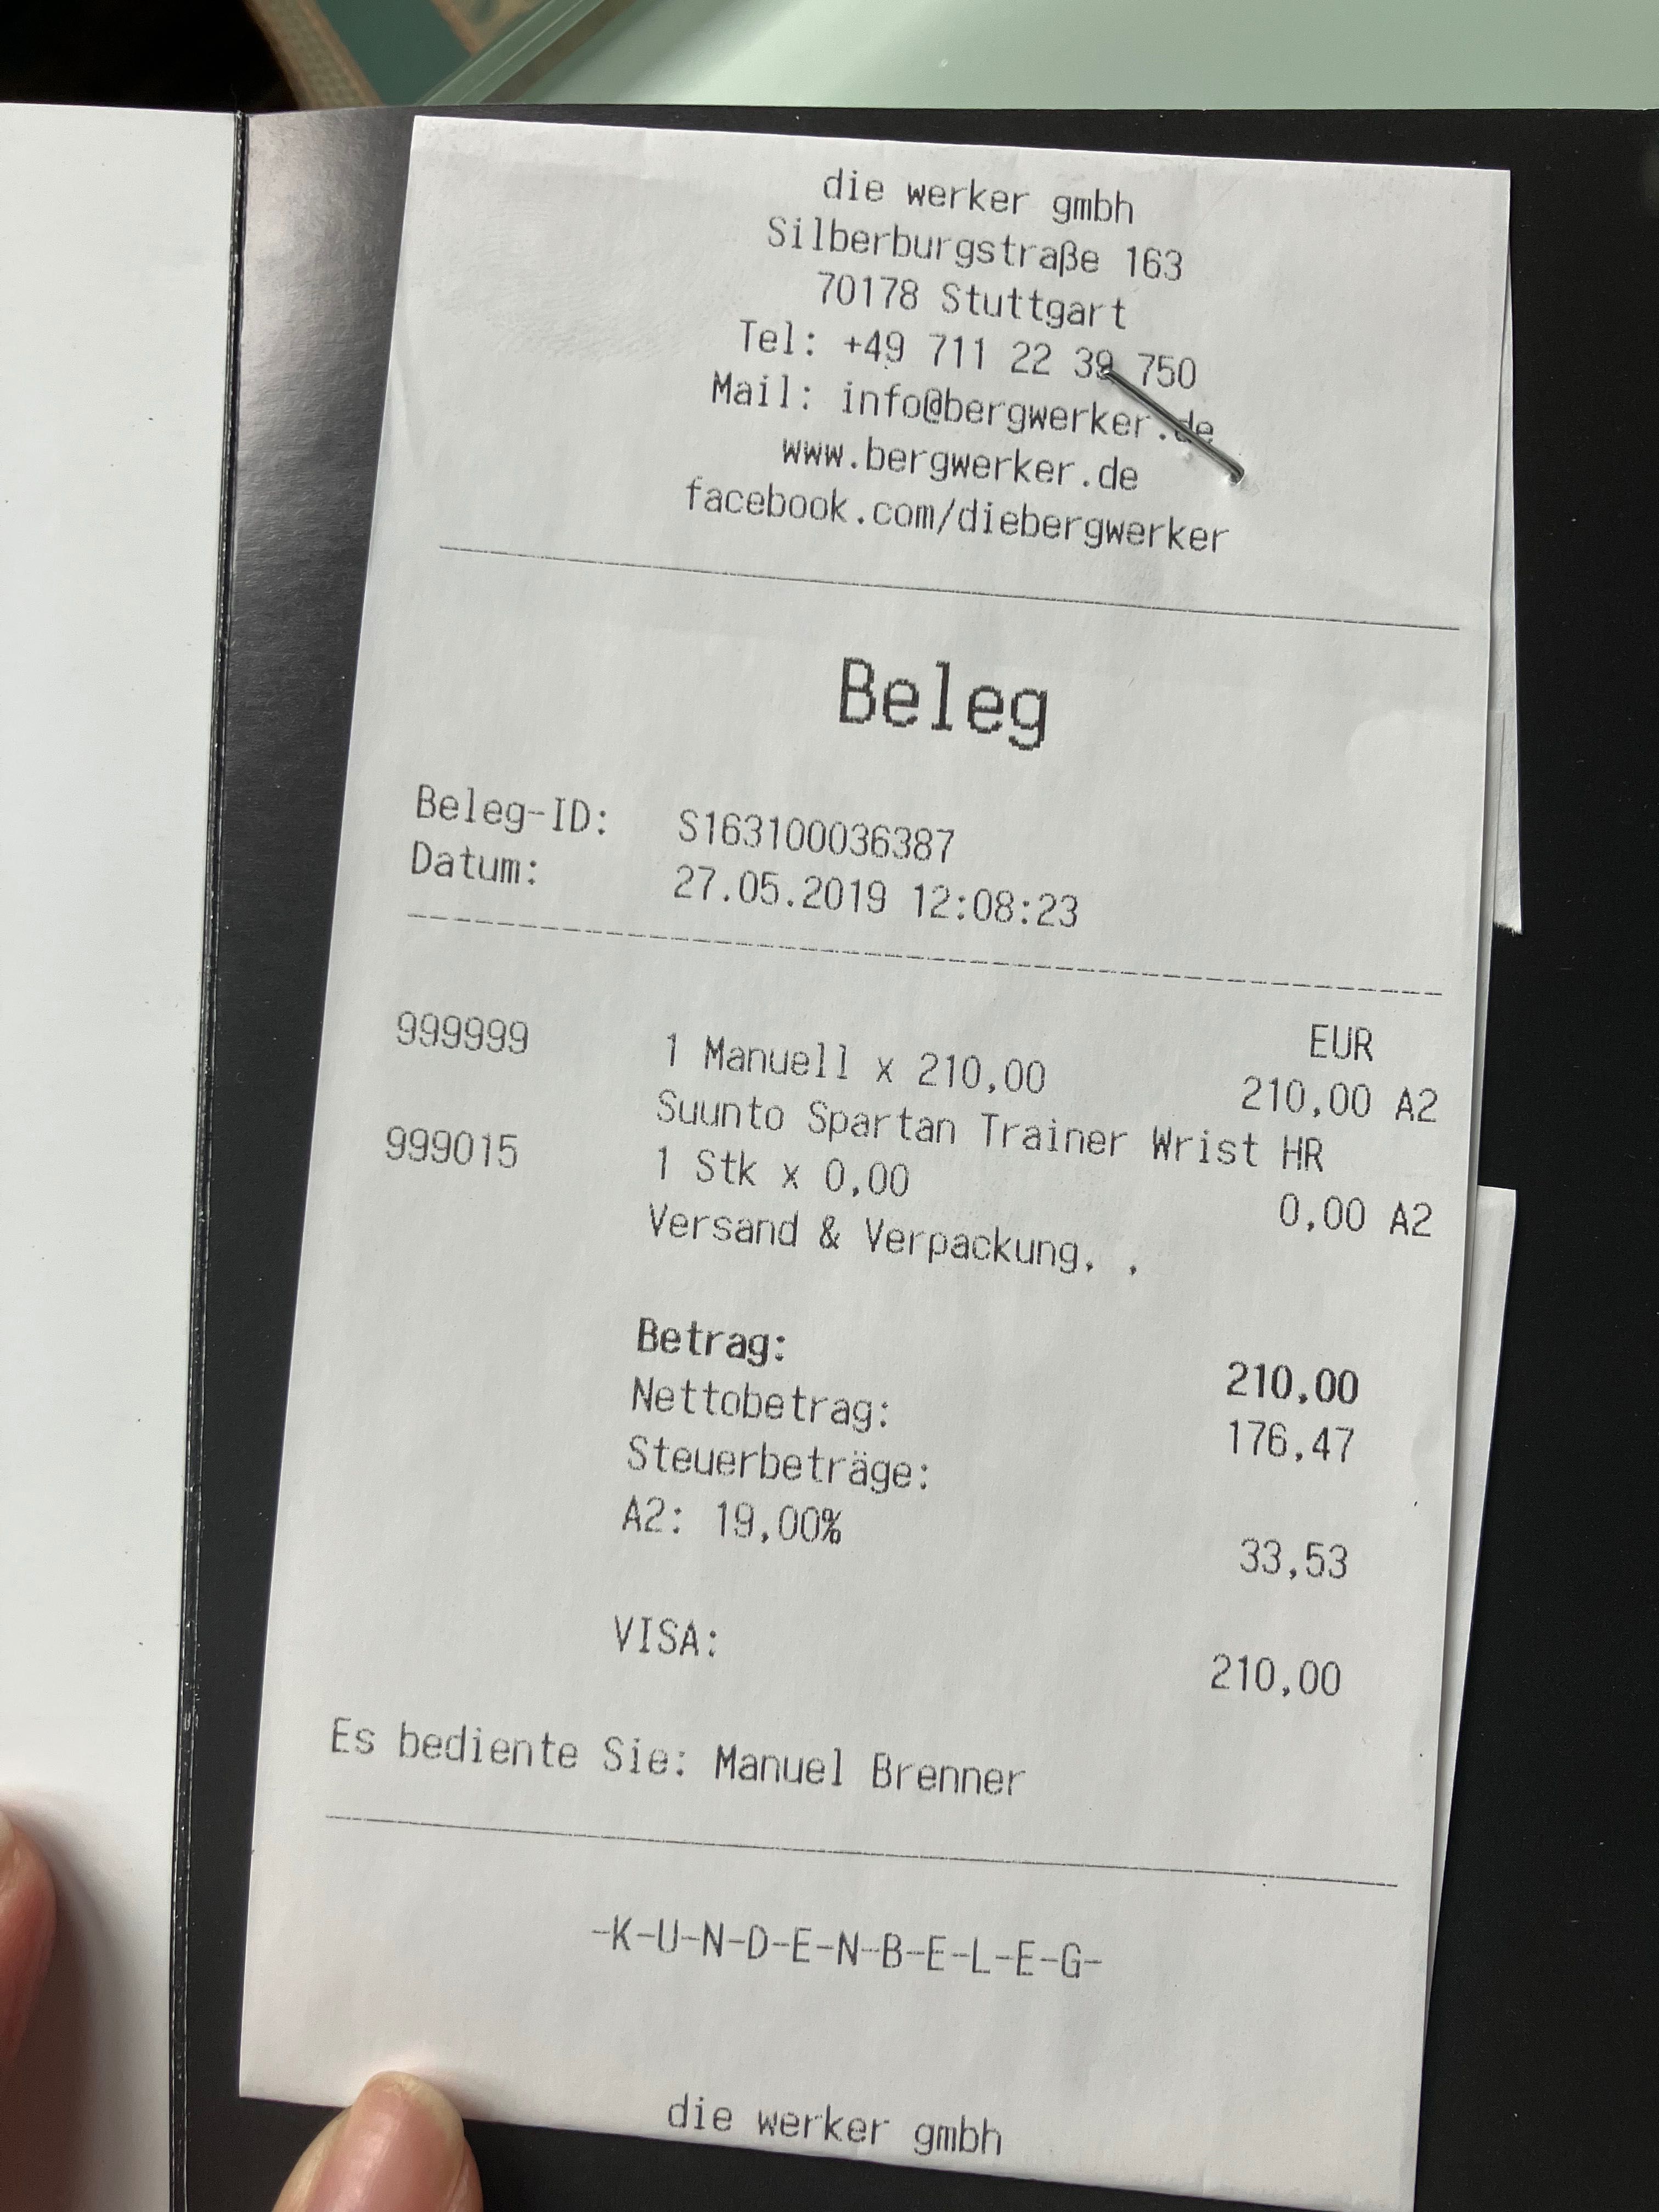 die werker gmbh
Silberburgstraße 163
70178 Stuttgart
Tel: +49 711 22 39 750
Mail: info@bergwerker.de
www.bergwerker.de
facebook.com/diebergwerker
Beleg
Beleg-ID: S163100036387
Datum: 27.05.2019 12:08:23
EUR
999999 1 Manuell x 210,00 210,00 A2
Suunto Spartan Trainer Wrist HR
999015 1 Stk x 0,00 0,00 A2
Versand & Verpackung. .
Betrag: 210,00
Nettobetrag: 176,47
Steuerbeträge:
A2: 19,00% 33,53
VISA: 210,00
Es bediente Sie: Manuel Brenner
-K-U-N-D-E-N-B-E-L-E-G-
die werker gmbh